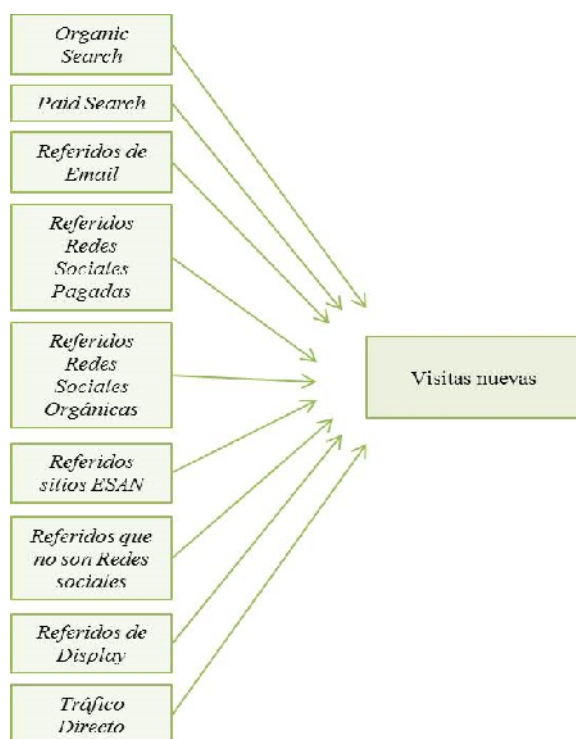 Organic
Search
Paid Search
Referidos de
Email
Referidos
Redes
Sociales
Pagadas
Referidos
Redes
Sociales
Orgánicas
Referidos
sitios ESAN
Referidos que
no son Redes
sociales
Referidos de
Display
Tráfico
Directo
Visitas nuevas